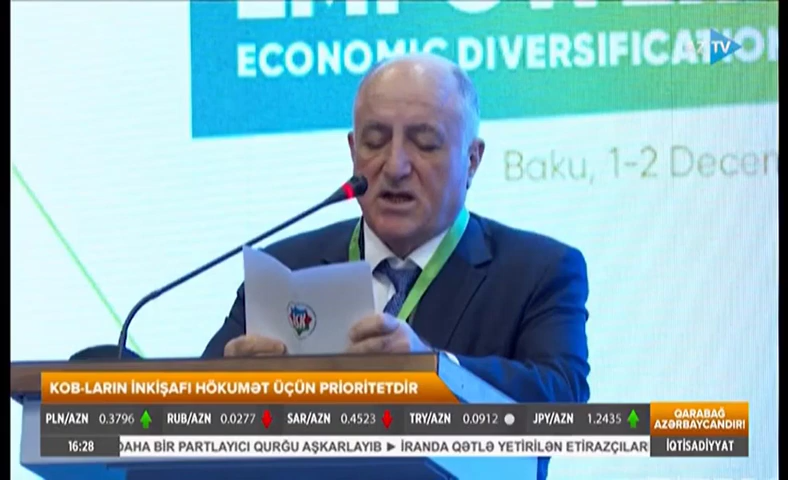 ECONOMIC DIVERSIFICATION
AZTV
Baku, 1-2 Decem
KOB-LARIN İNKİŞAFI HÖKUMƏT ÜÇÜN PRİORİTETDİR
PLN/AZN 0.3796 RUB/AZN 0.0277 SAR/AZN 0.4523 TRY/AZN 0.0912 JPY/AZN 1.2435
QARABAĞ
AZƏRBAYCANDIR!
16:28 DAHA BİR PARTLAYICI QURĞU AŞKARLAYIB ► İRANDA QƏTLƏ YETİRİLƏN ETİRAZÇILAR
İQTİSADİYYAT